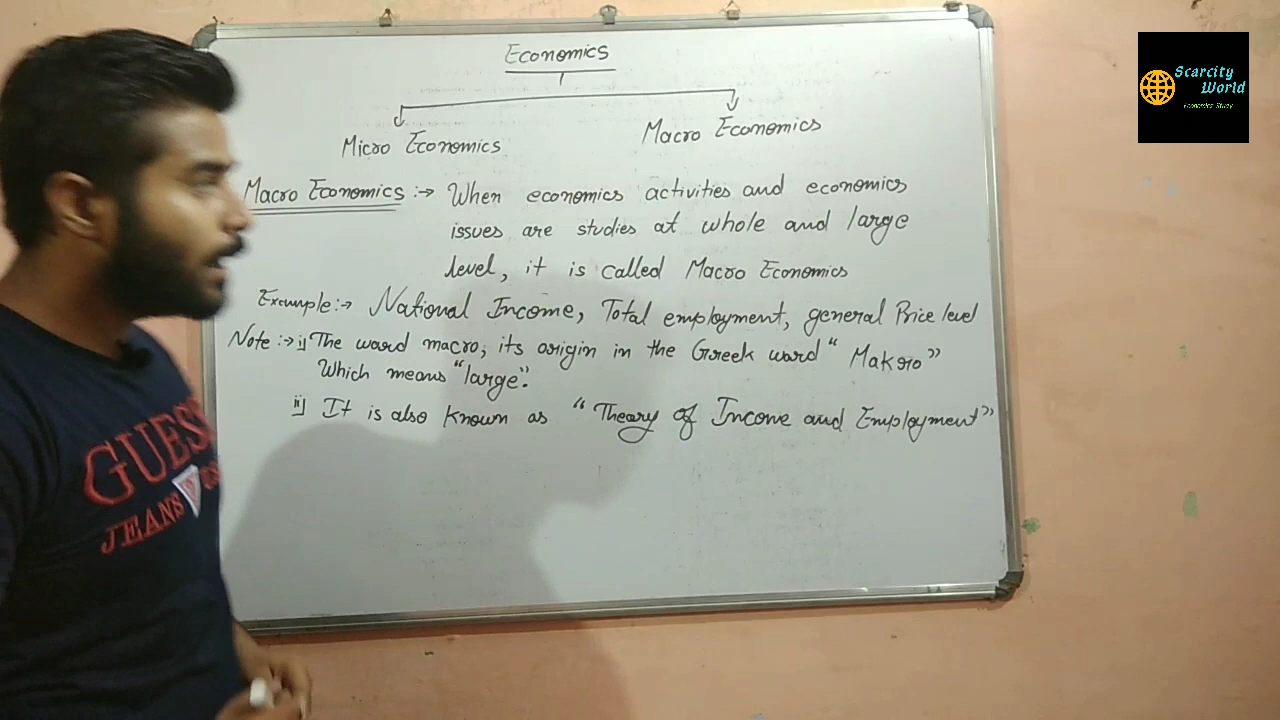 Economics
Micro Economics
Macro Economics
Macro Economics :→ When economics activities and economics
issues are studies at whole and large
level, it is called Macro Economics
Example :→ National Income, Total employment, general Price level
Note :→ i) The word macro, its origin in the Greek word "Makro"
Which means "large".
ii) It is also Known as "Theory of Income and Employment"
Scarcity
World
Economics Study
GUESS
JEANS